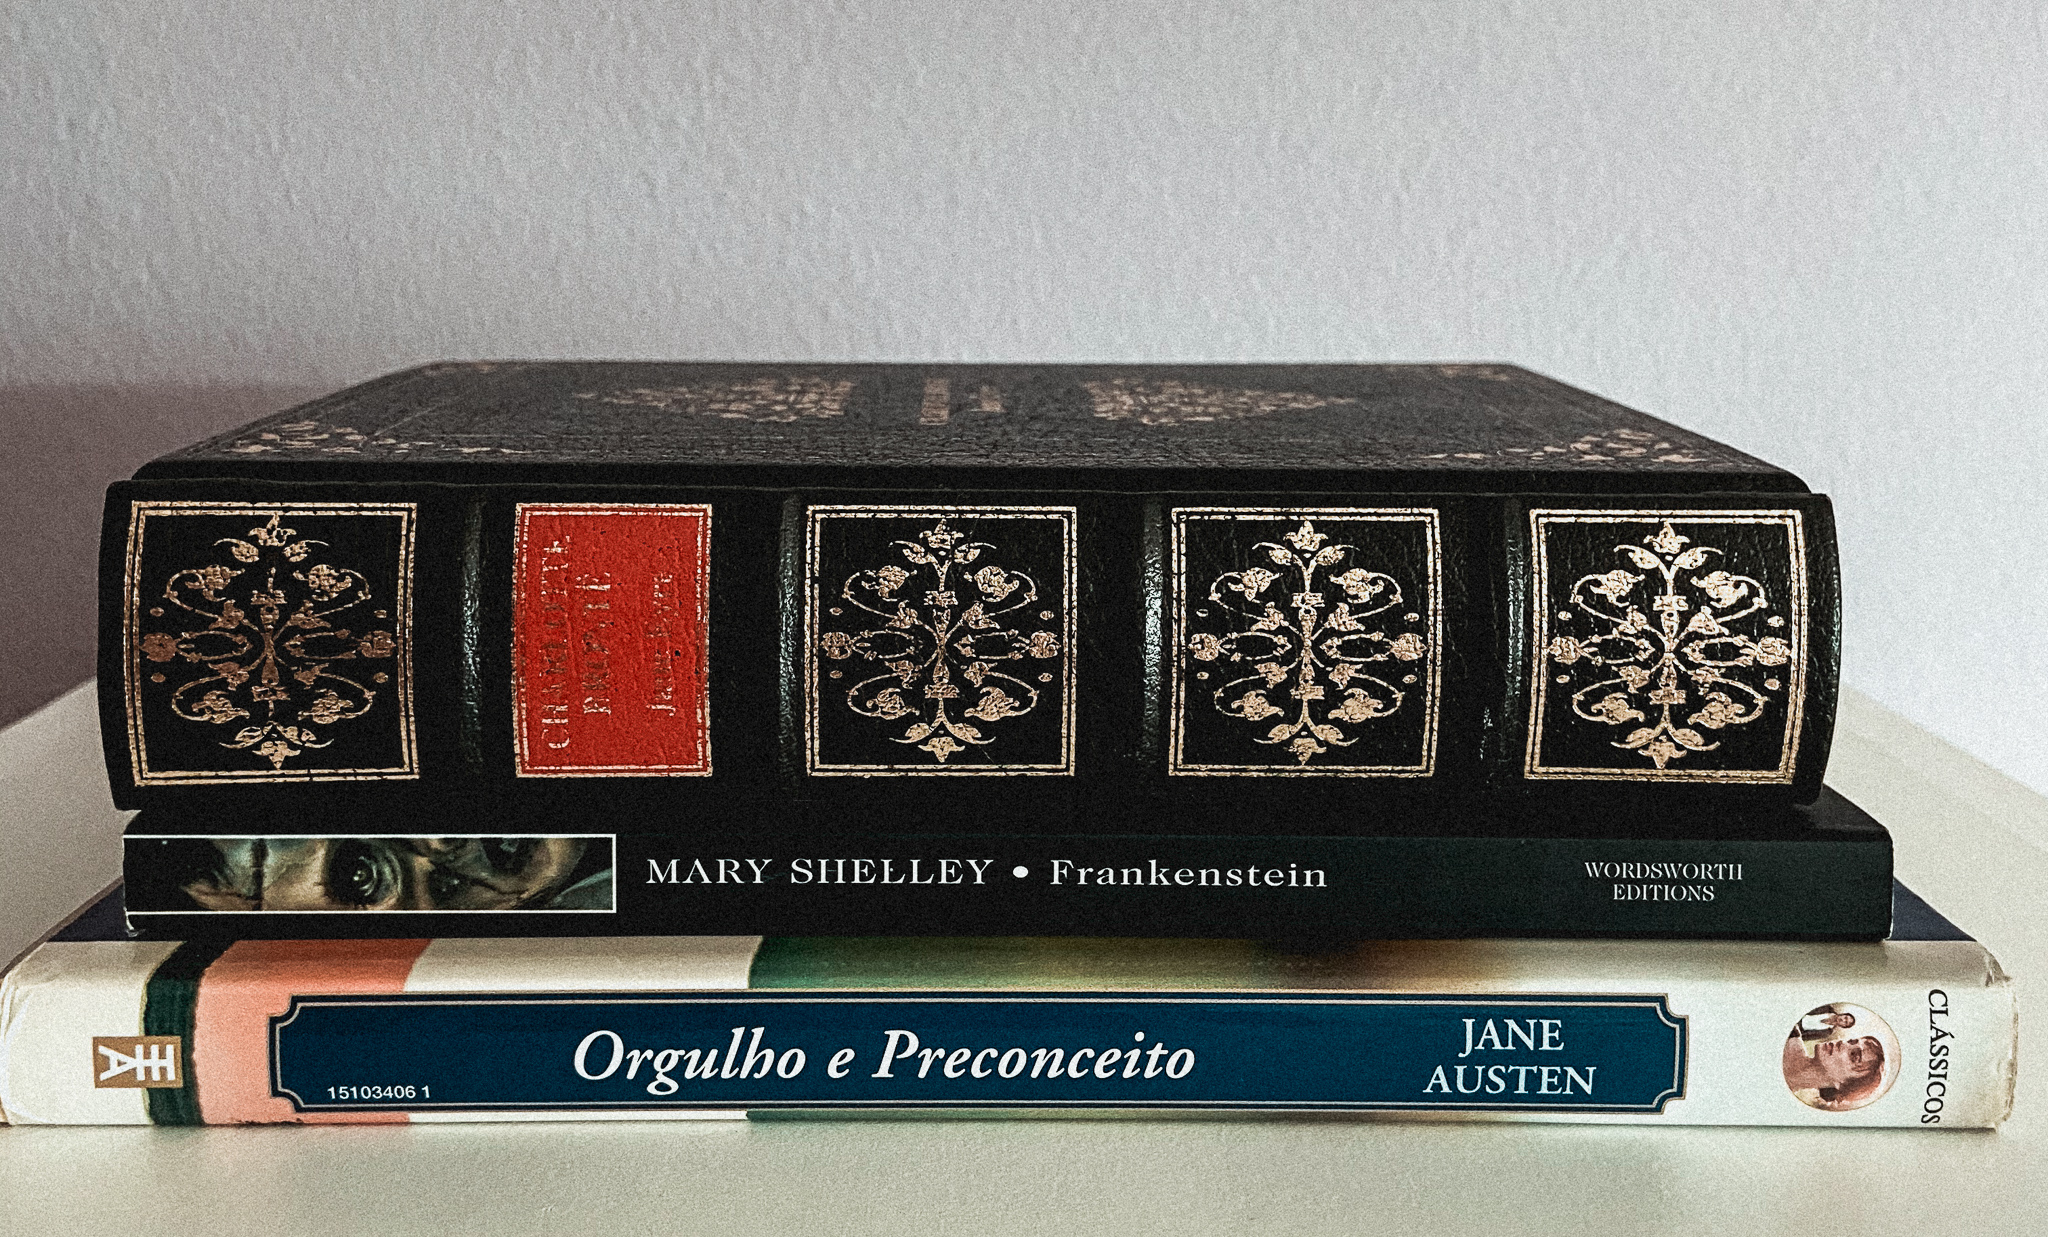 CHARLOTTE
BRONTË
Jane Eyre
MARY SHELLEY • Frankenstein
WORDSWORTH
EDITIONS
Orgulho e Preconceito
JANE
AUSTEN
15103406 1
CLÁSSICOS